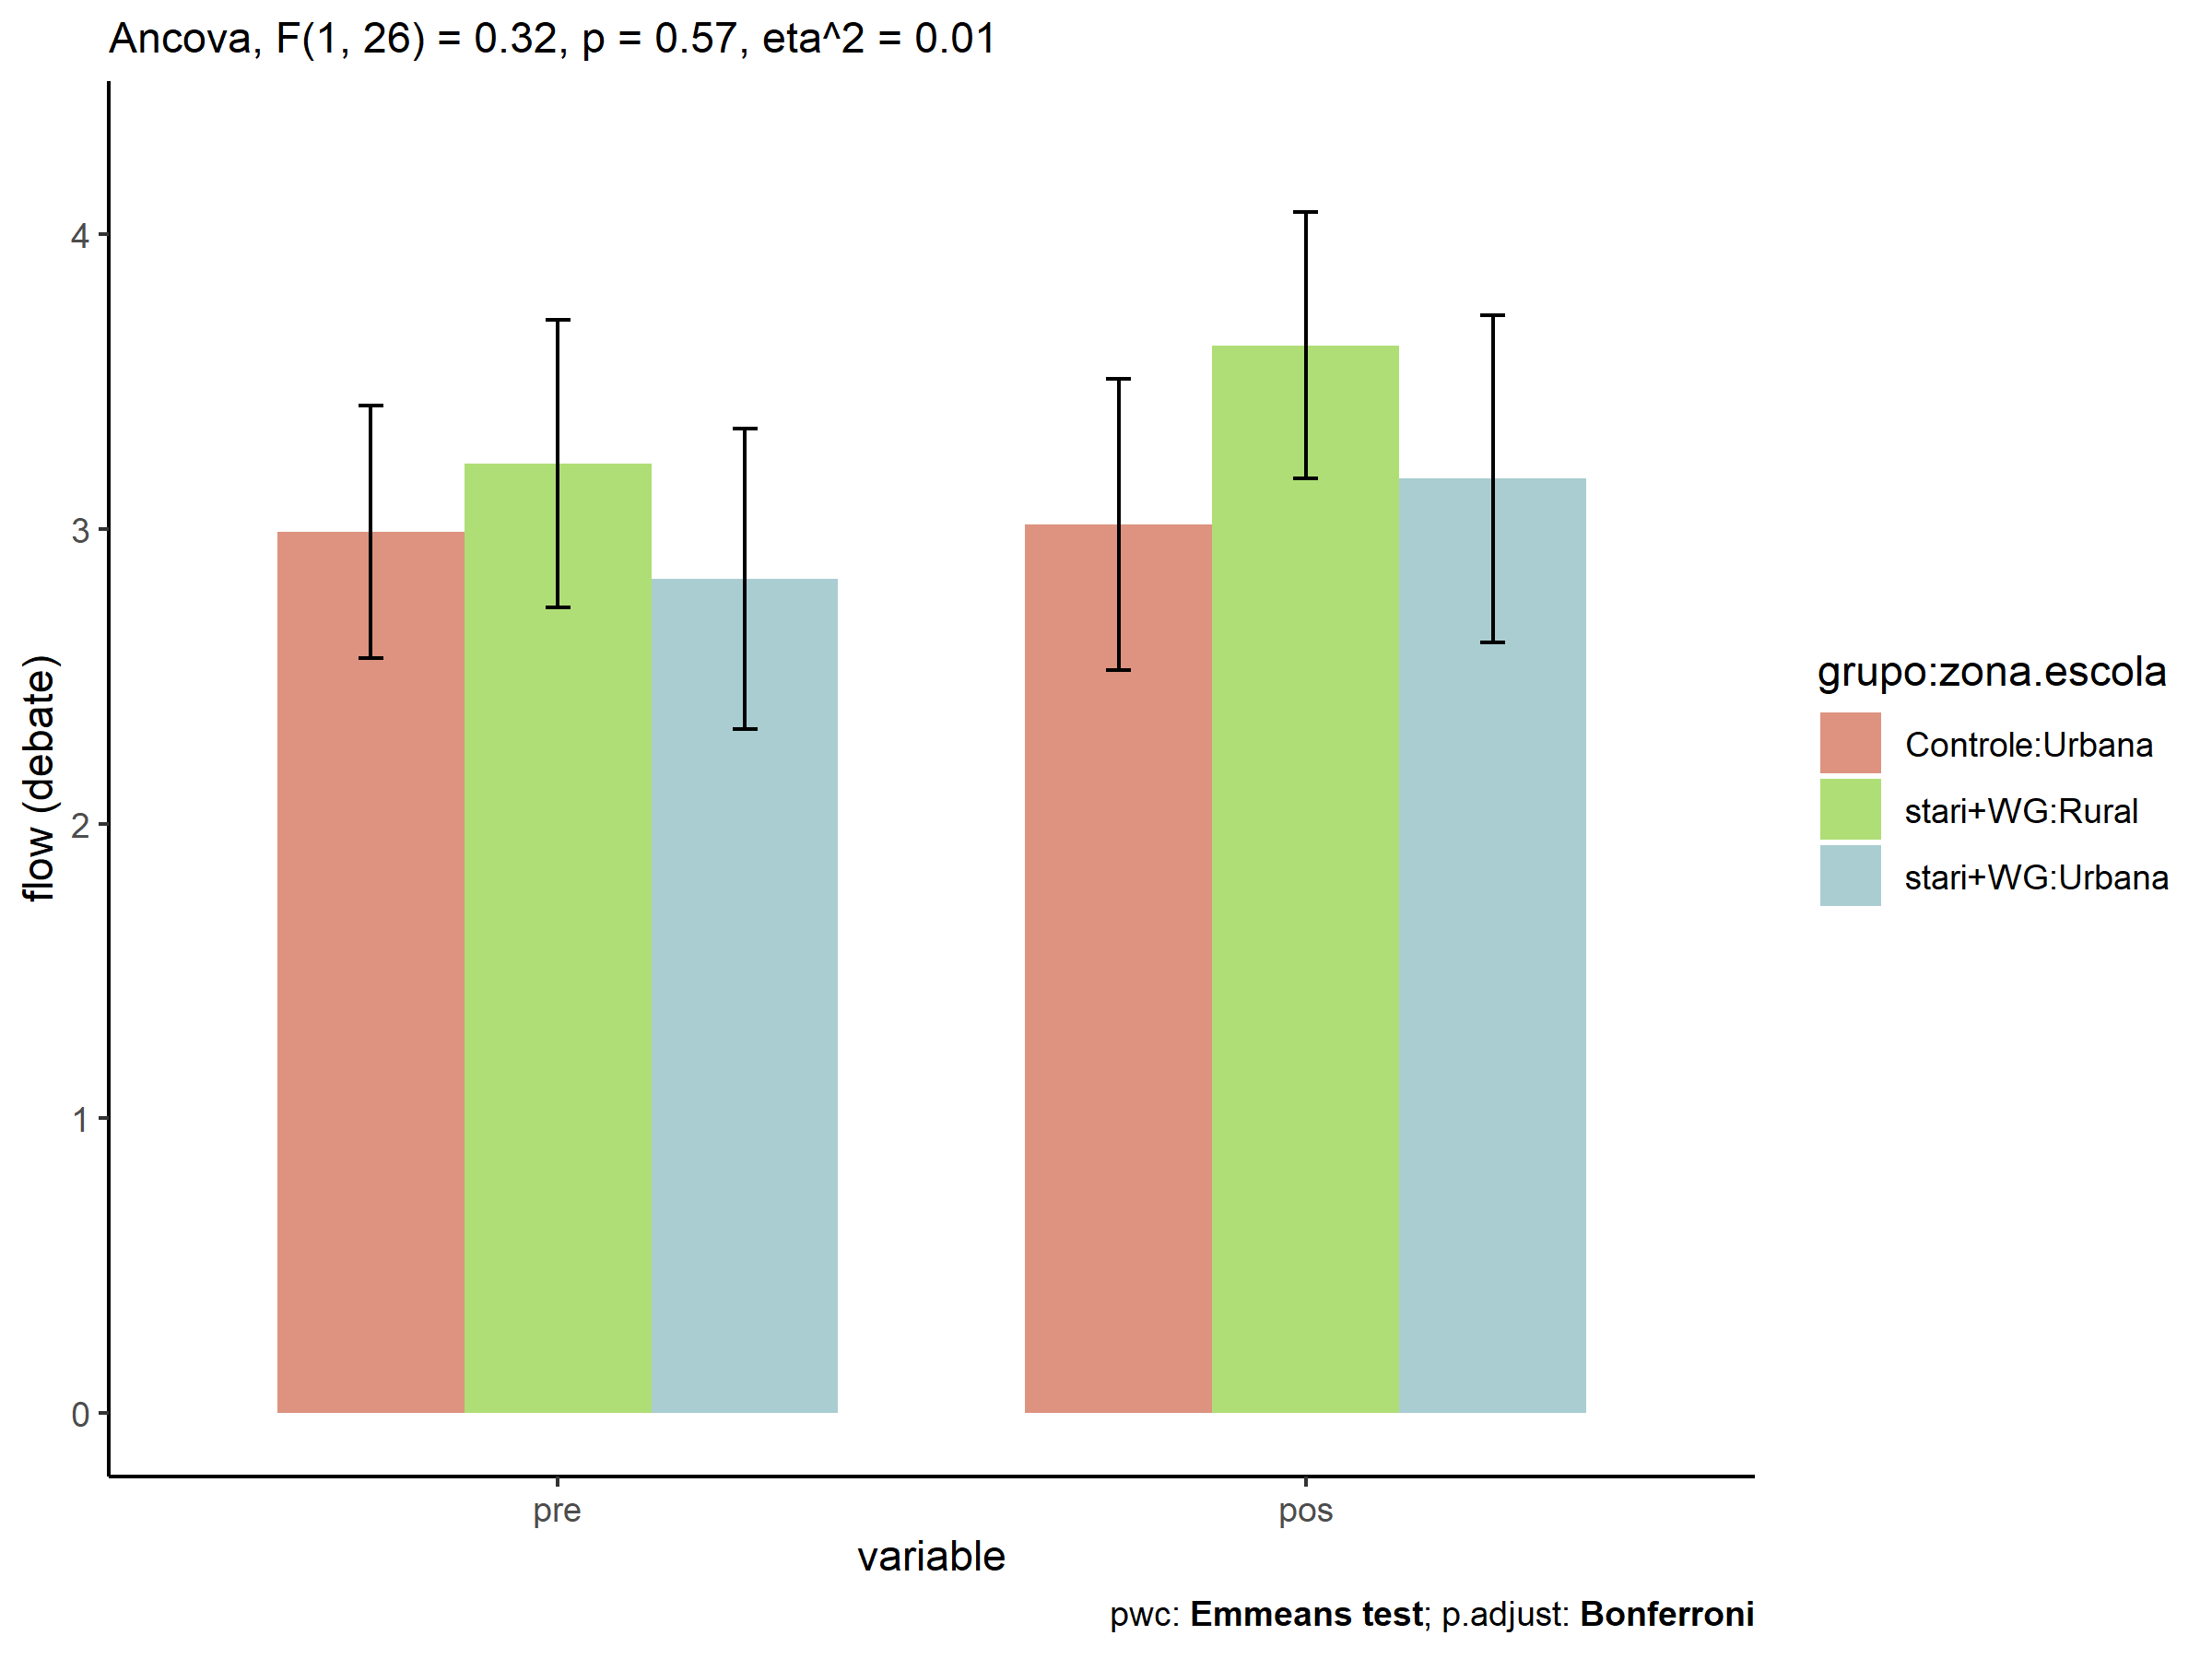 Ancova, F(1, 26) = 0.32, p = 0.57, eta^2 = 0.01
flow (debate)
4
3
2
1
0
pre
pos
variable
grupo:zona.escola
Controle:Urbana
stari+WG:Rural
stari+WG:Urbana
pwc: Emmeans test; p.adjust: Bonferroni